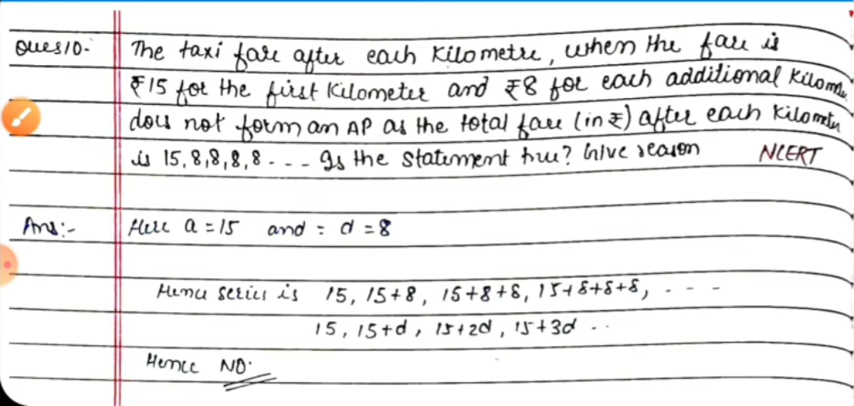 Ques10- The taxi fare after each Kilometre, when the fare is
₹15 for the first Kilometer and ₹8 for each additional Kilometre
does not form an AP as the total fare (in ₹) after each Kilometre
is 15, 8, 8, 8, 8 ---- Is the statement true? Give reason NCERT
Ans:- Here a = 15 and = d = 8
Hence series is 15, 15+8, 15+8+8, 15+8+8+8, ----
15, 15+d, 15+2d, 15+3d ..
Hence NO.